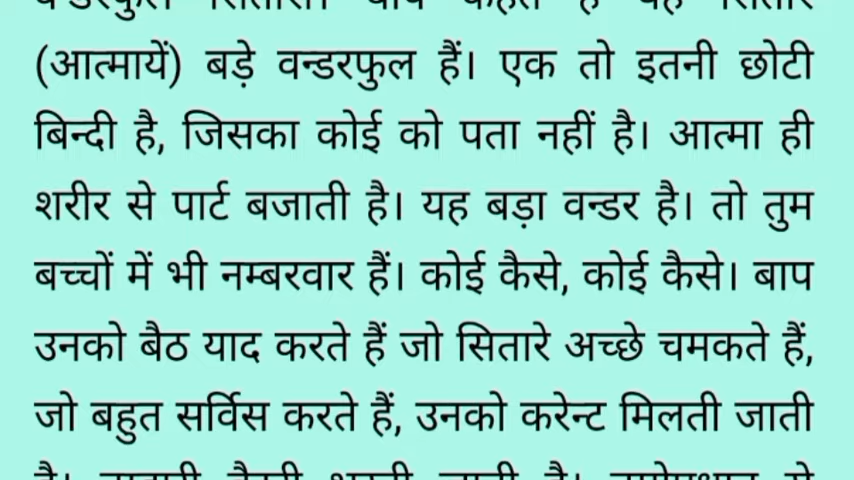 (आत्मायें) बड़े वन्डरफुल हैं। एक तो इतनी छोटी
बिन्दी है, जिसका कोई को पता नहीं है। आत्मा ही
शरीर से पार्ट बजाती है। यह बड़ा वन्डर है। तो तुम
बच्चों में भी नम्बरवार हैं। कोई कैसे, कोई कैसे। बाप
उनको बैठ याद करते हैं जो सितारे अच्छे चमकते हैं,
जो बहुत सर्विस करते हैं, उनको करेन्ट मिलती जाती